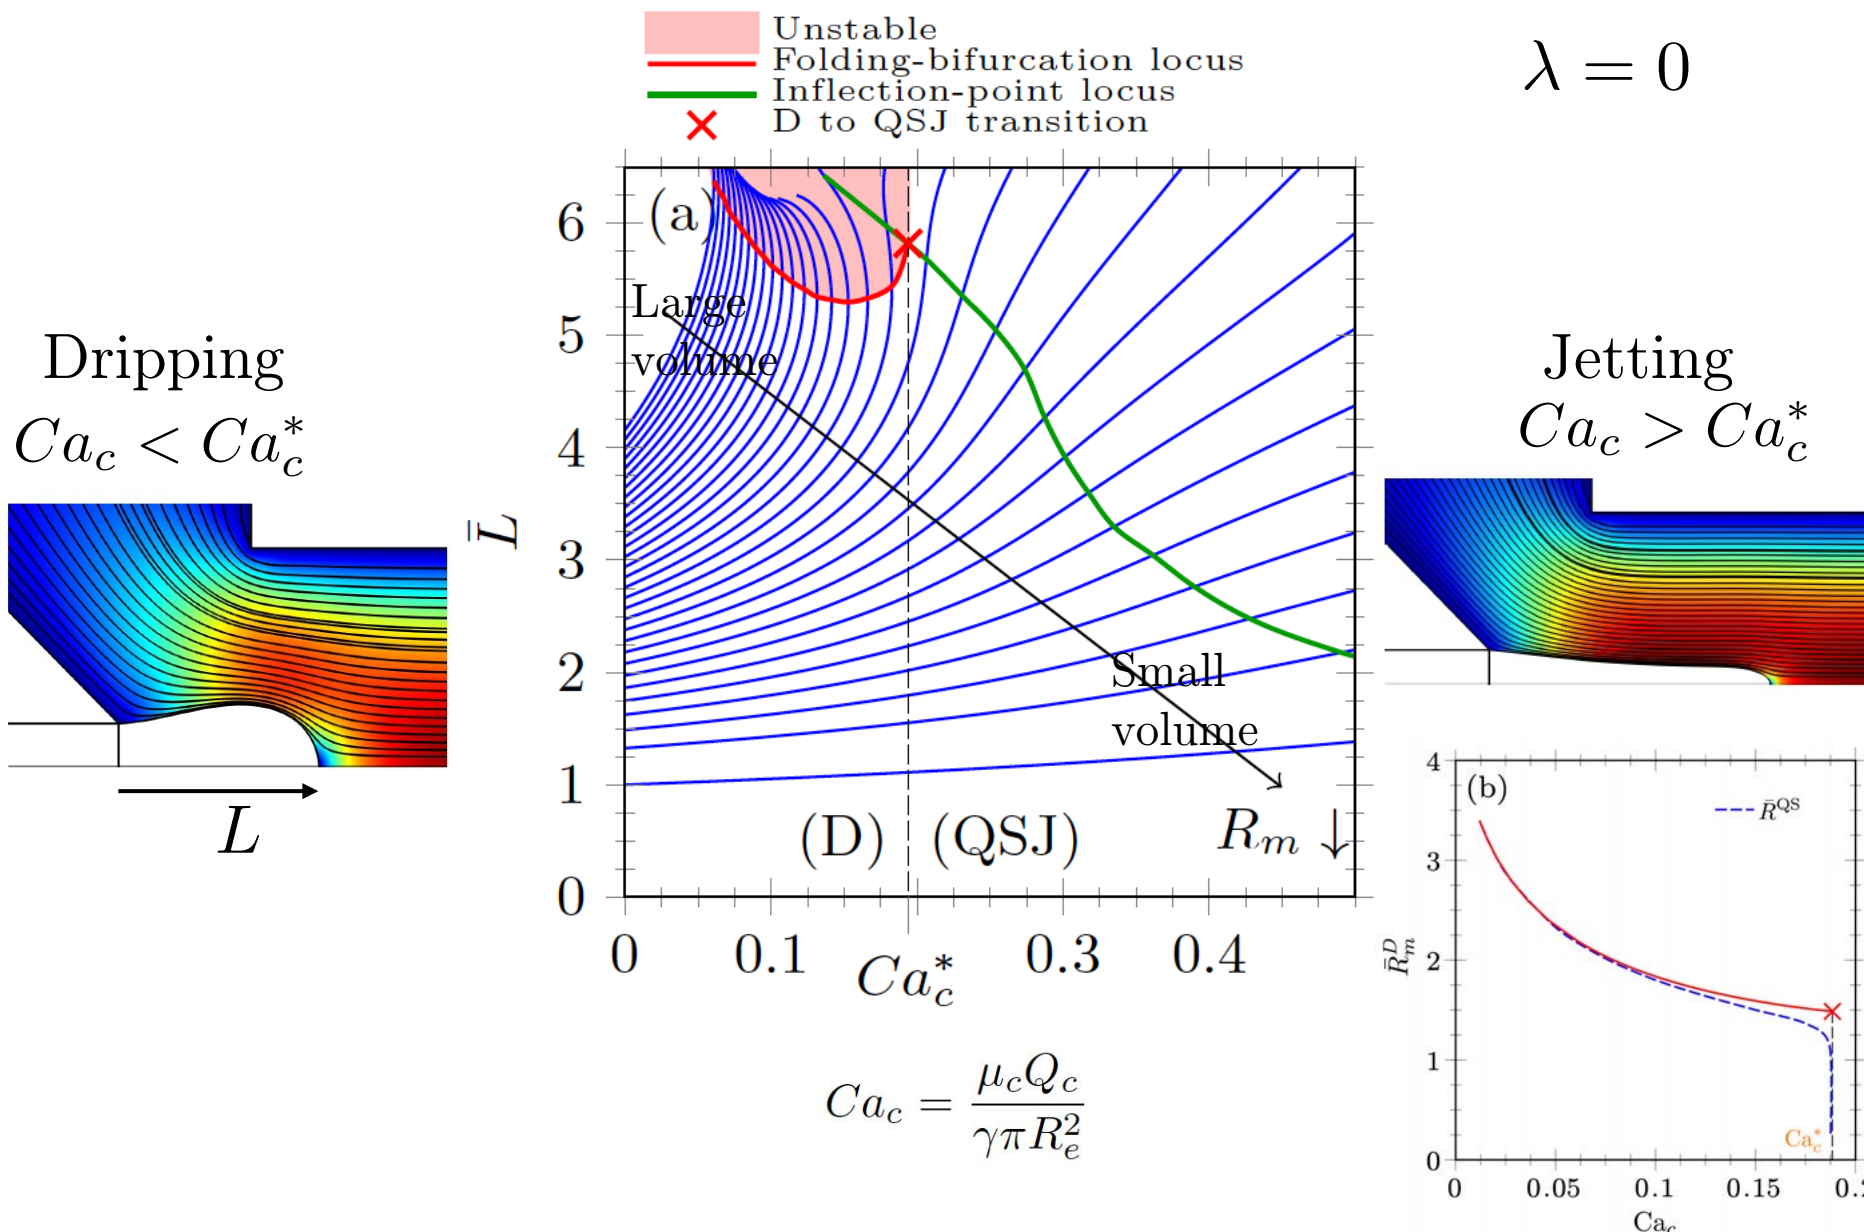 Unstable
Folding-bifurcation locus
Inflection-point locus
D to QSJ transition
λ = 0
Dripping
Ca_c < Ca_c^*
L
(a)
6
5
4
3
2
1
0
L̄
Large
volume
Small
volume
(D)
(QSJ)
R_m ↓
0
0.1
Ca_c^*
0.3
0.4
Ca_c = μ_c Q_c / γπR_e^2
Jetting
Ca_c > Ca_c^*
(b)
R̄^QS
4
3
2
1
0
R̄_m^D
Ca_c^*
0
0.05
0.1
0.15
Ca_c